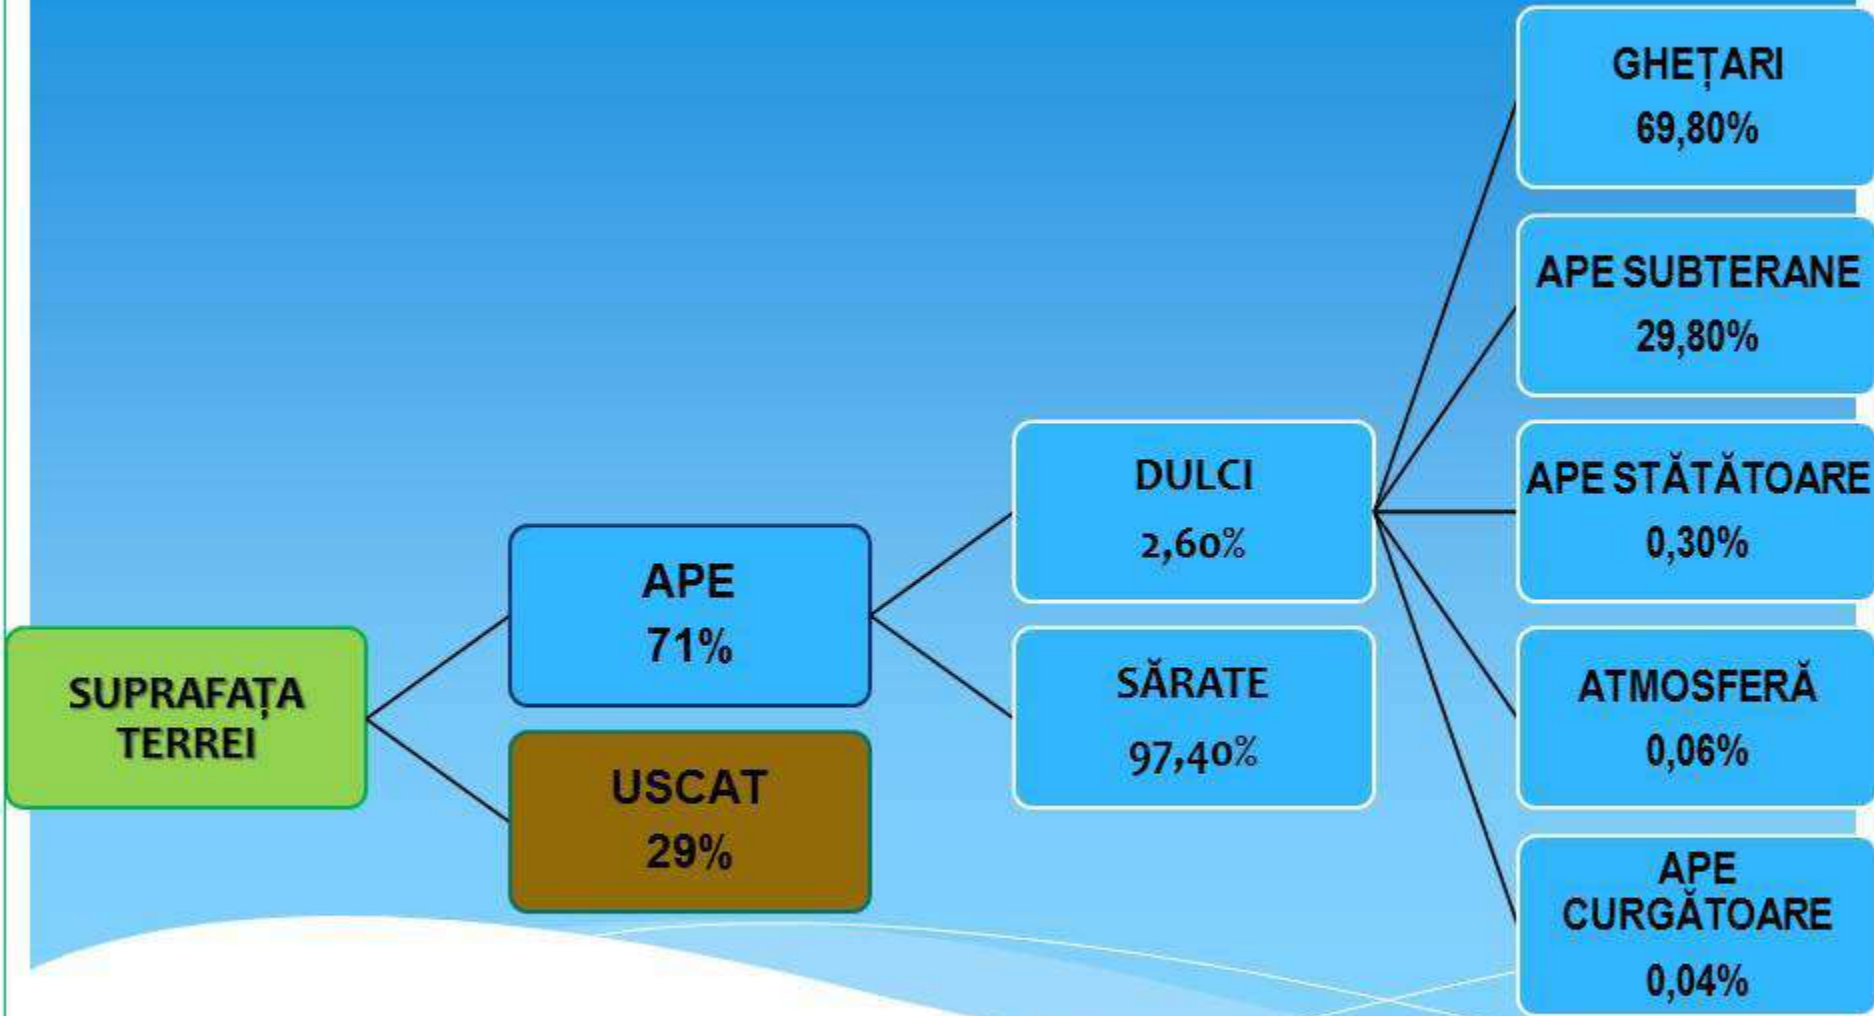 SUPRAFAȚA
TERREI
APE
71%
USCAT
29%
DULCI
2,60%
SĂRATE
97,40%
GHEȚARI
69,80%
APE SUBTERANE
29,80%
APE STĂTĂTOARE
0,30%
ATMOSFERĂ
0,06%
APE
CURGĂTOARE
0,04%